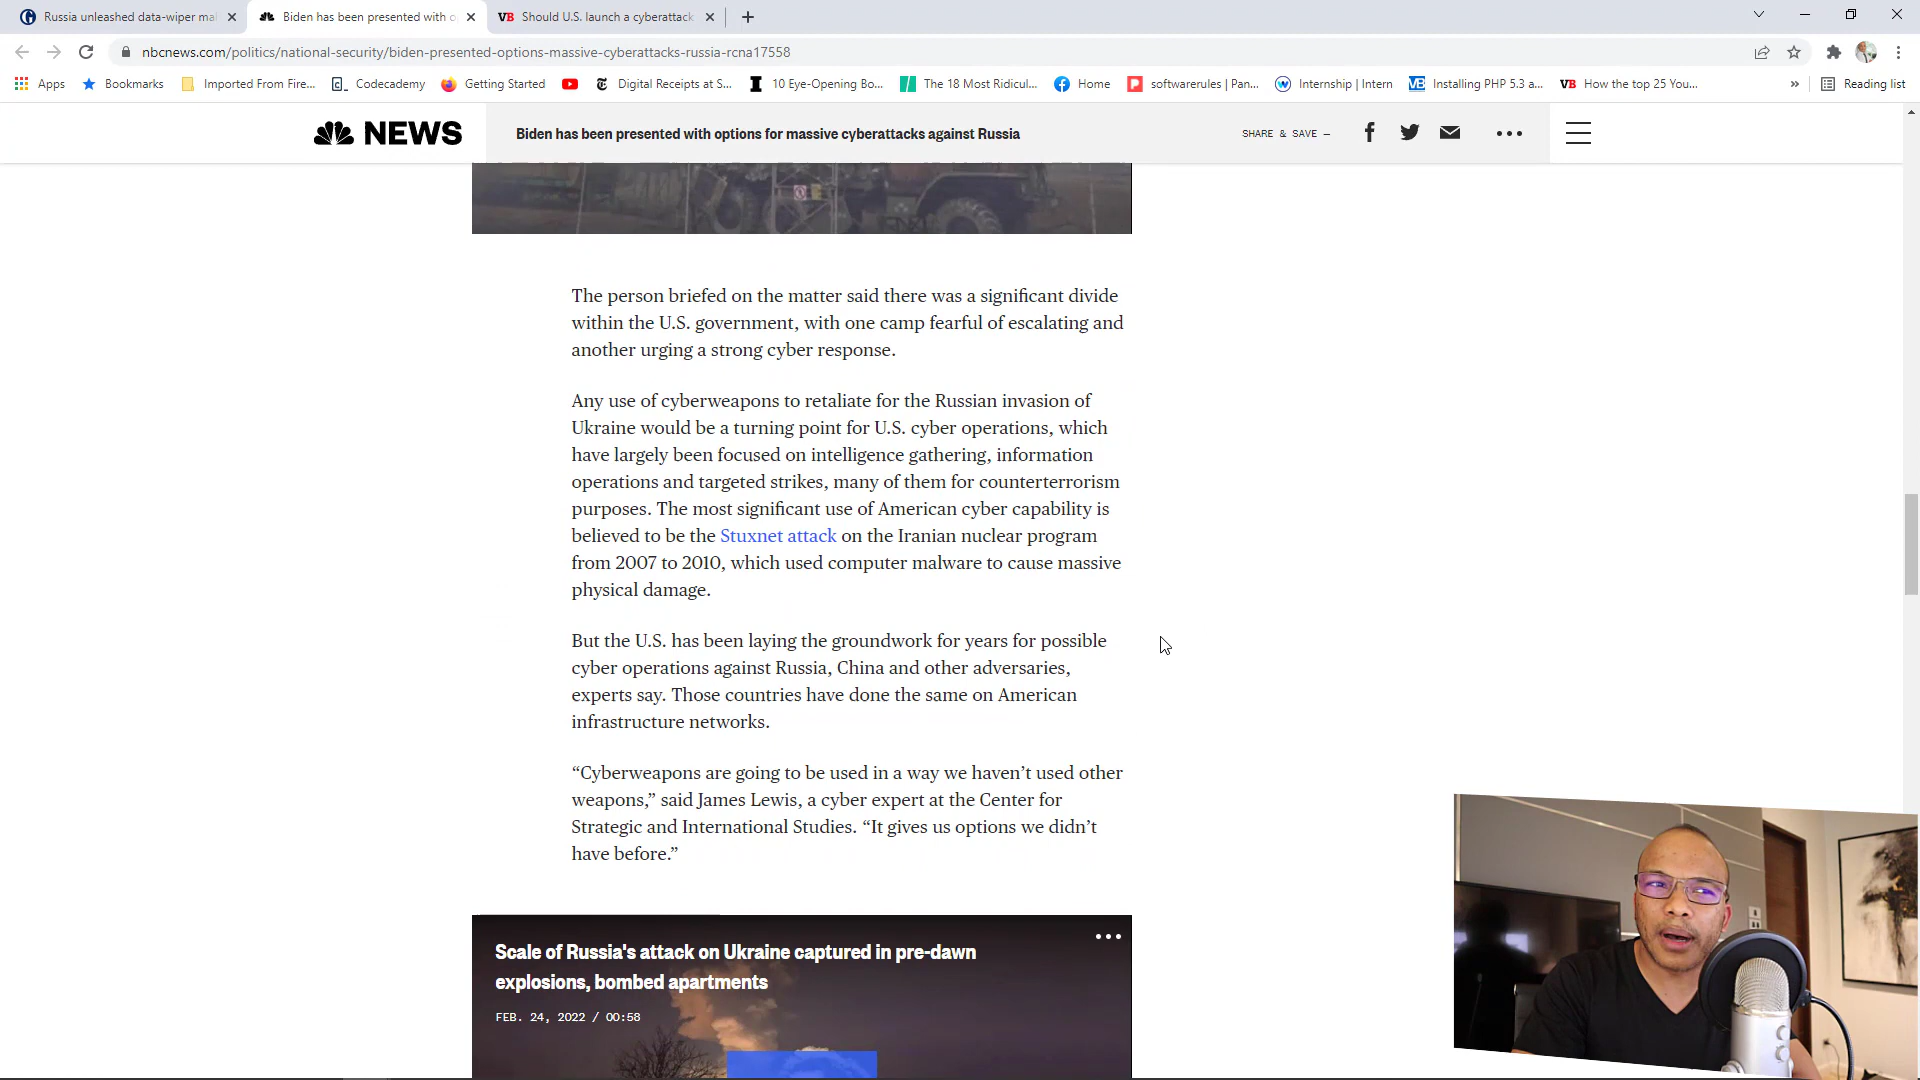 Russia unleashed data-wiper ma
Biden has been presented with o
VB Should U.S. launch a cyberattack
nbcnews.com/politics/national-security/biden-presented-options-massive-cyberattacks-russia-rcna17558
Apps Bookmarks Imported From Fire... Codecademy Getting Started Digital Receipts at S... 10 Eye-Opening Bo... The 18 Most Ridicul... Home softwarerules | Pan... Internship | Intern VB Installing PHP 5.3 a... VB How the top 25 You... » Reading list
NEWS
Biden has been presented with options for massive cyberattacks against Russia
SHARE & SAVE —
The person briefed on the matter said there was a significant divide
within the U.S. government, with one camp fearful of escalating and
another urging a strong cyber response.
Any use of cyberweapons to retaliate for the Russian invasion of
Ukraine would be a turning point for U.S. cyber operations, which
have largely been focused on intelligence gathering, information
operations and targeted strikes, many of them for counterterrorism
purposes. The most significant use of American cyber capability is
believed to be the Stuxnet attack on the Iranian nuclear program
from 2007 to 2010, which used computer malware to cause massive
physical damage.
But the U.S. has been laying the groundwork for years for possible
cyber operations against Russia, China and other adversaries,
experts say. Those countries have done the same on American
infrastructure networks.
“Cyberweapons are going to be used in a way we haven’t used other
weapons,” said James Lewis, a cyber expert at the Center for
Strategic and International Studies. “It gives us options we didn’t
have before.”
Scale of Russia's attack on Ukraine captured in pre-dawn
explosions, bombed apartments
FEB. 24, 2022 / 00:58